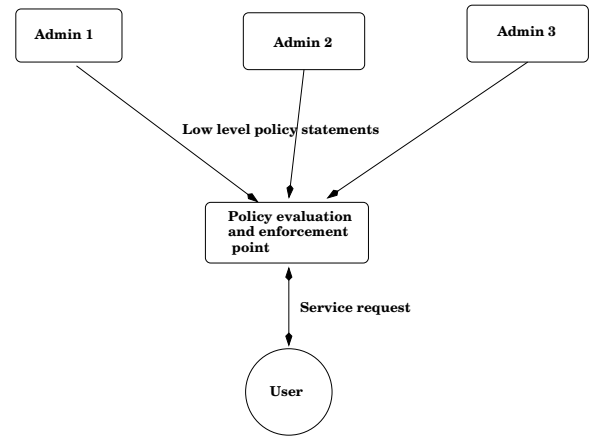 Admin 1
Admin 2
Admin 3
Low level policy statements
Policy evaluation
and enforcement
point
Service request
User